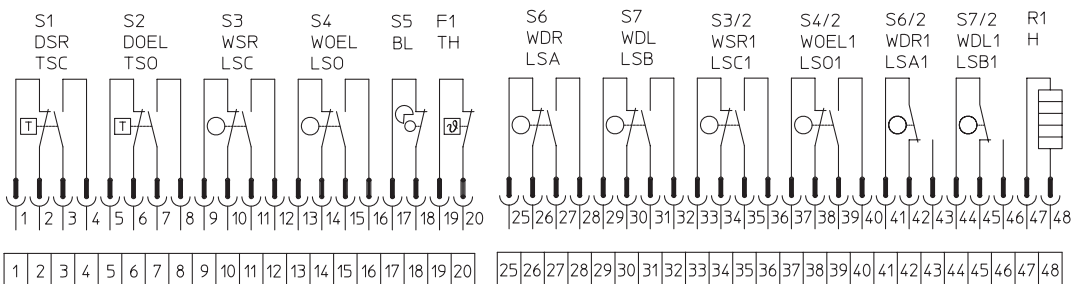 S1 S2 S3 S4 S5 F1 S6 S7 S3/2 S4/2 S6/2 S7/2 R1
DSR DOEL WSR WOEL BL TH WDR WDL WSR1 WOEL1 WDR1 WDL1 H
TSC TSO LSC LSO LSA LSB LSC1 LSO1 LSA1 LSB1
T T ϑ
1 2 3 4 5 6 7 8 9 10 11 12 13 14 15 16 17 18 19 20 25 26 27 28 29 30 31 32 33 34 35 36 37 38 39 40 41 42 43 44 45 46 47 48
1 2 3 4 5 6 7 8 9 10 11 12 13 14 15 16 17 18 19 20 25 26 27 28 29 30 31 32 33 34 35 36 37 38 39 40 41 42 43 44 45 46 47 48